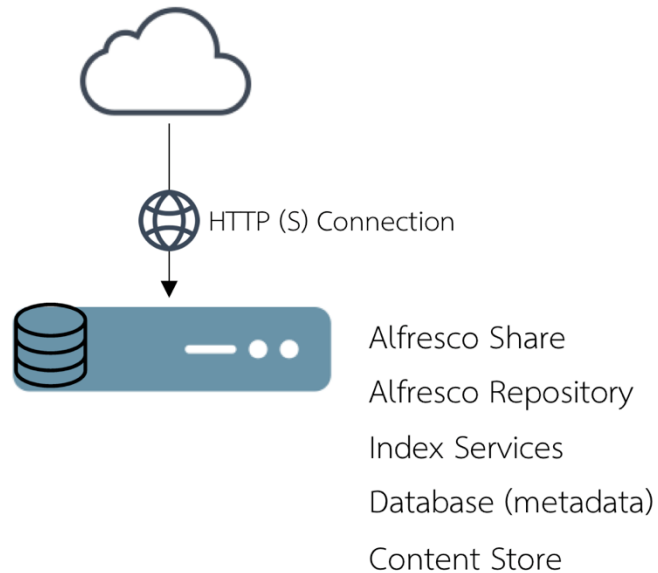 HTTP (S) Connection
Alfresco Share
Alfresco Repository
Index Services
Database (metadata)
Content Store